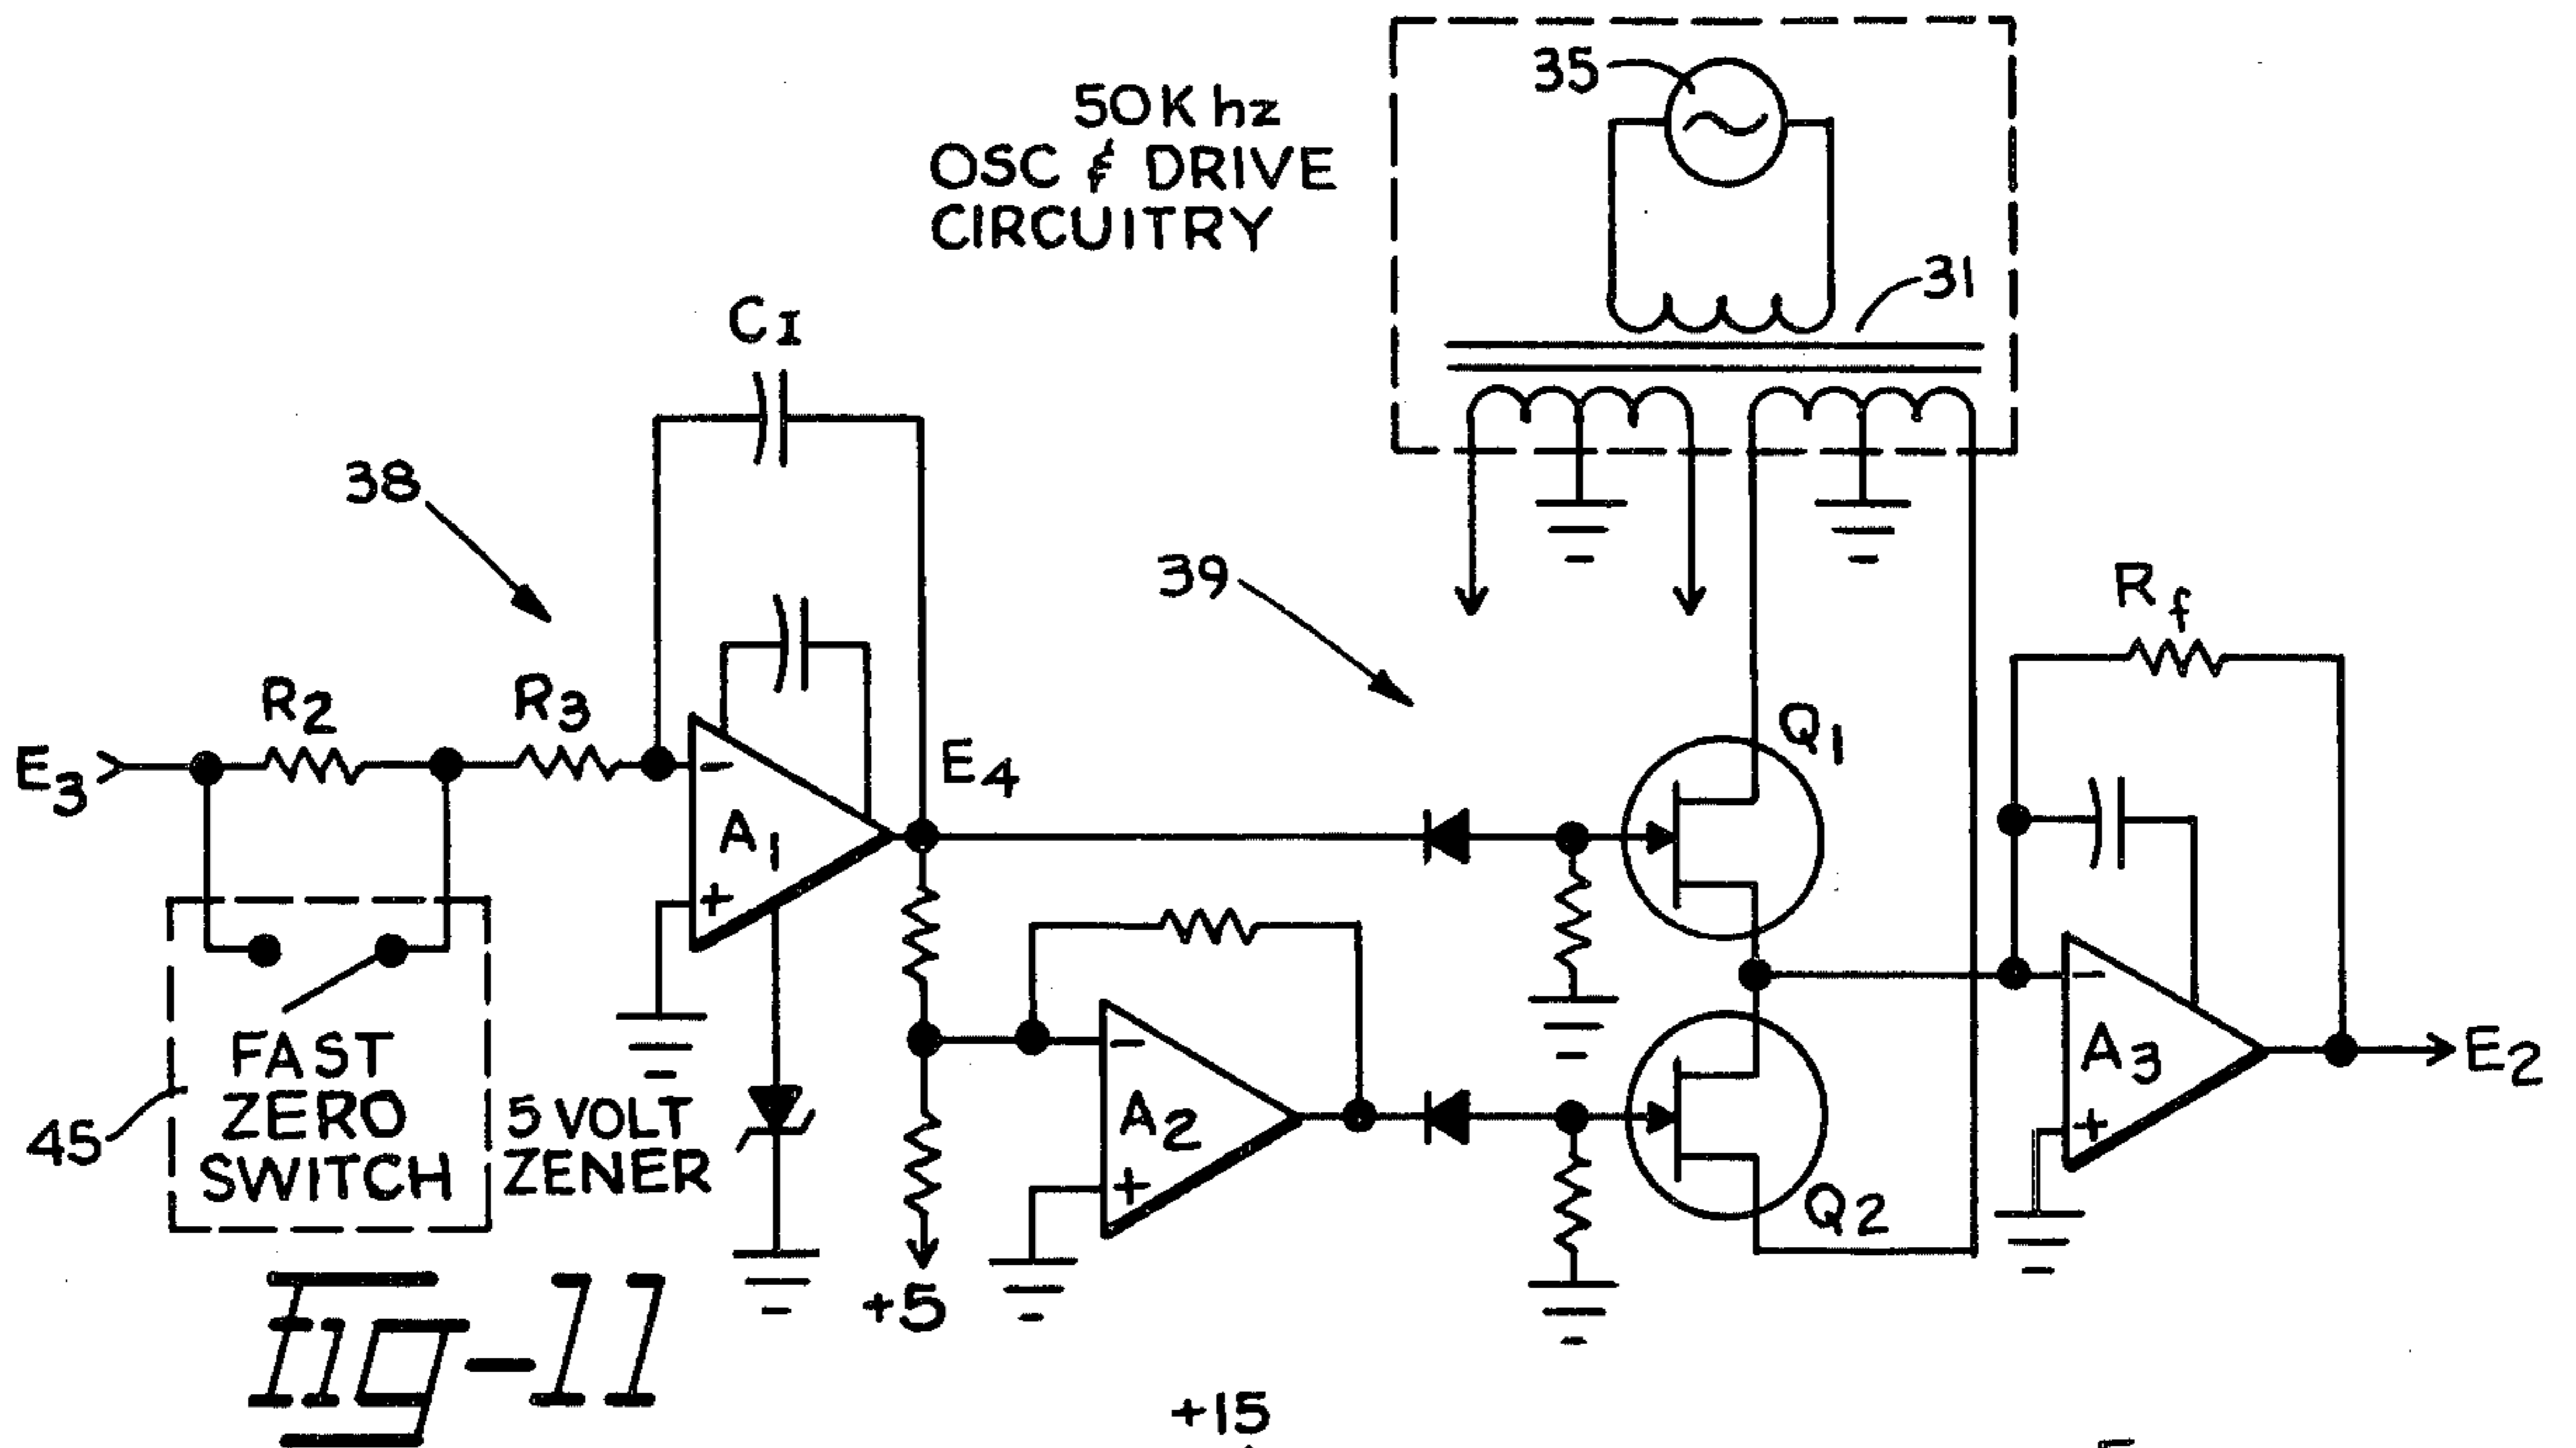 50K hz
OSC & DRIVE
CIRCUITRY
35
31
CI
38
39
Rf
R2
R3
E3
E4
Q1
A1
- 
+
FAST
ZERO
SWITCH
45
5 VOLT
ZENER
+5
-
A2
+
Q2
-
A3
+
E2
Fig-11
+15